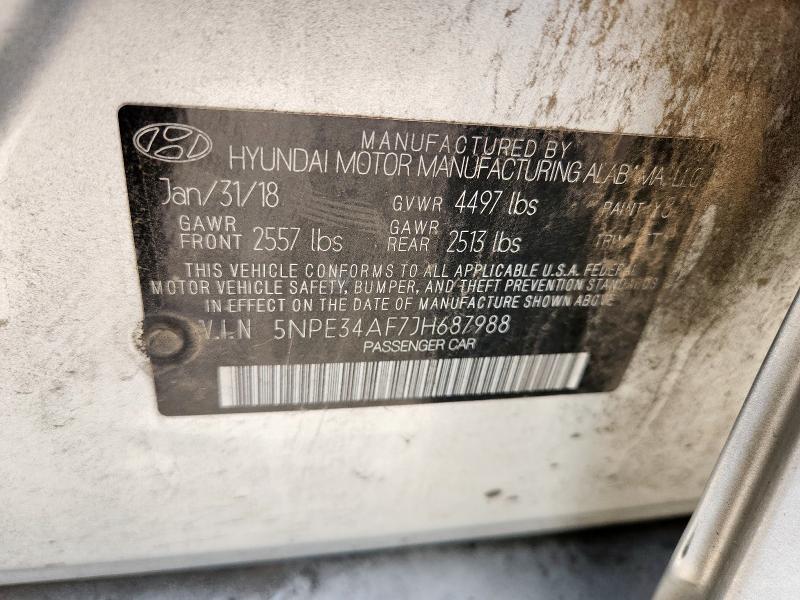 MANUFACTURED BY
HYUNDAI MOTOR MANUFACTURING LLC
Jan/31/18 GVWR 4497 lbs PAINT
GAWR FRONT 2557 lbs GAWR REAR 2513 lbs
THIS VEHICLE CONFORMS TO ALL APPLICABLE U.S.A. FEDERAL
MOTOR VEHICLE SAFETY, BUMPER, AND THEFT PREVENTION STANDARDS
IN EFFECT ON THE DATE OF MANUFACTURE SHOWN ABOVE
V.I.N 5NPE34AF7JH687988
PASSENGER CAR